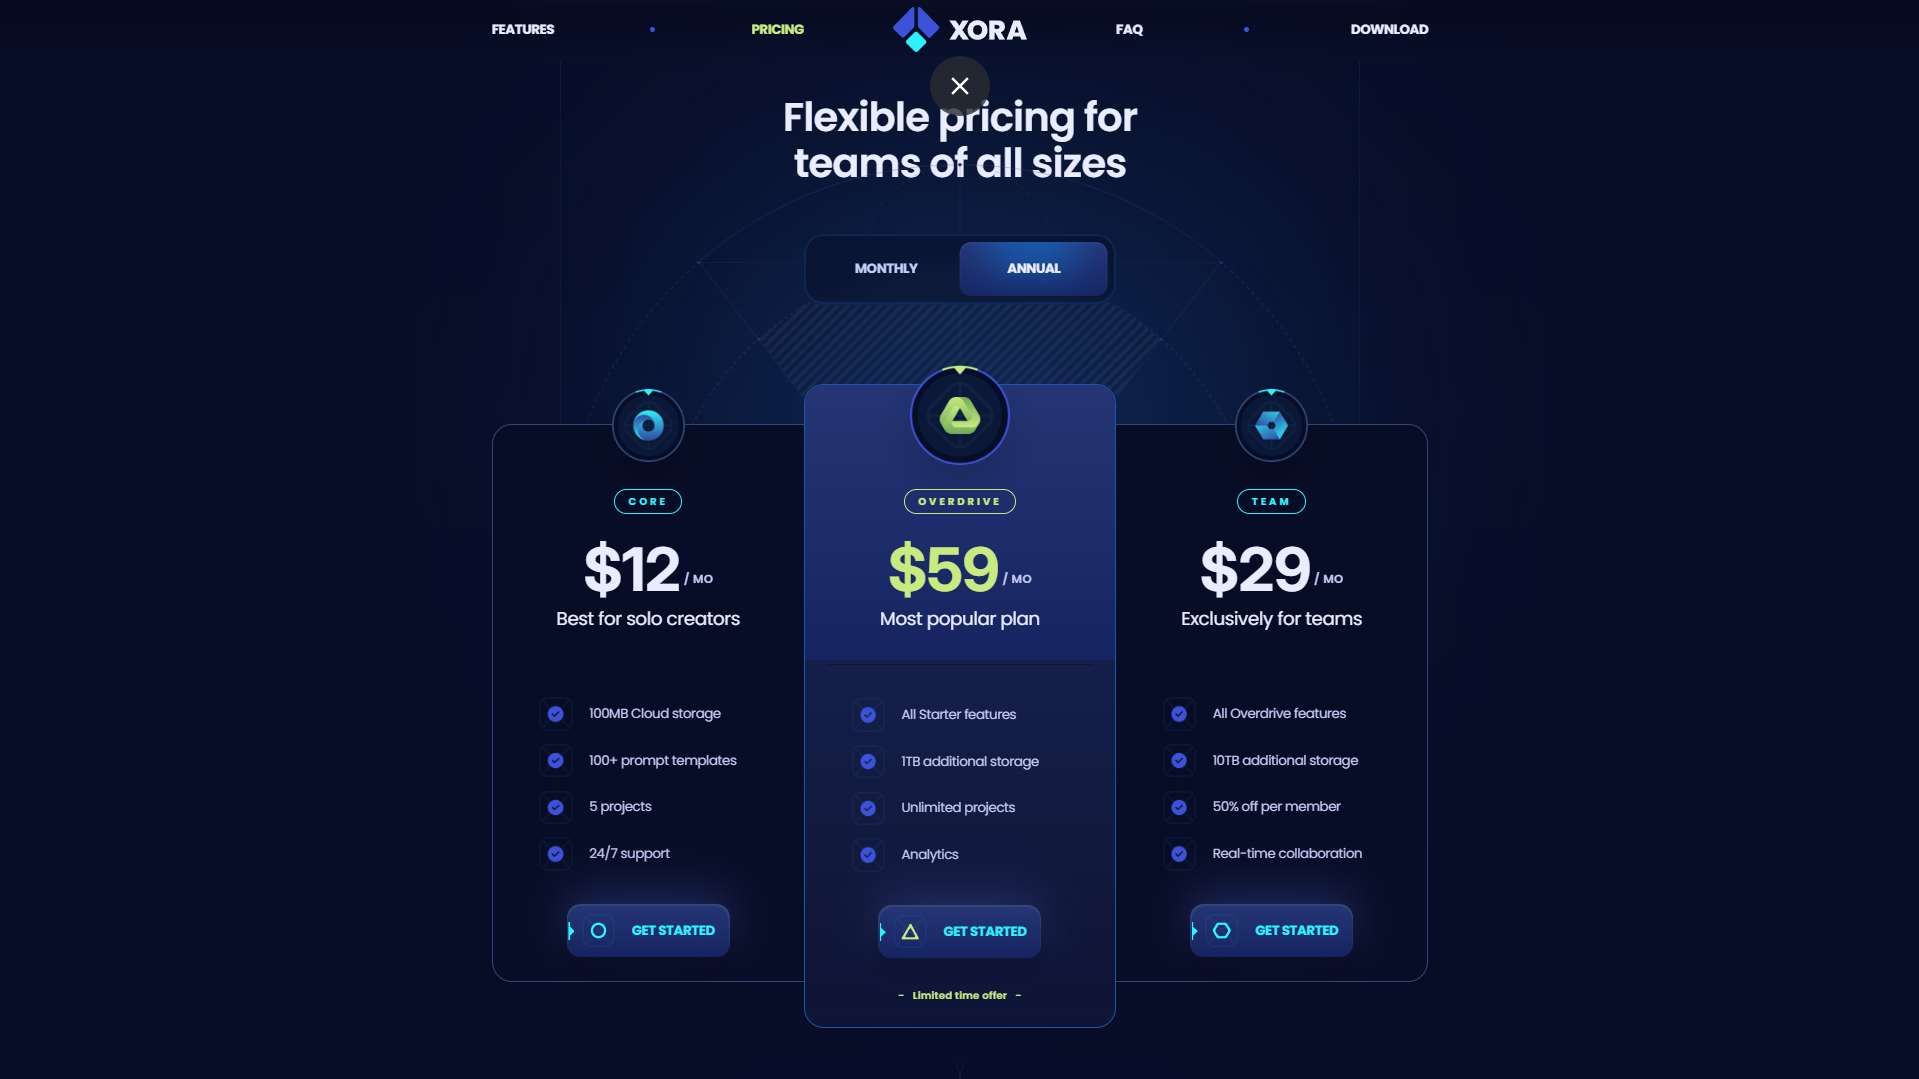 FEATURES
PRICING
XORA
FAQ
DOWNLOAD
Flexible pricing for
teams of all sizes
MONTHLY
ANNUAL
CORE
$12 / MO
Best for solo creators
100MB Cloud storage
100+ prompt templates
5 projects
24/7 support
GET STARTED
OVERDRIVE
$59 / MO
Most popular plan
All Starter features
1TB additional storage
Unlimited projects
Analytics
GET STARTED
- Limited time offer -
TEAM
$29 / MO
Exclusively for teams
All Overdrive features
10TB additional storage
50% off per member
Real-time collaboration
GET STARTED